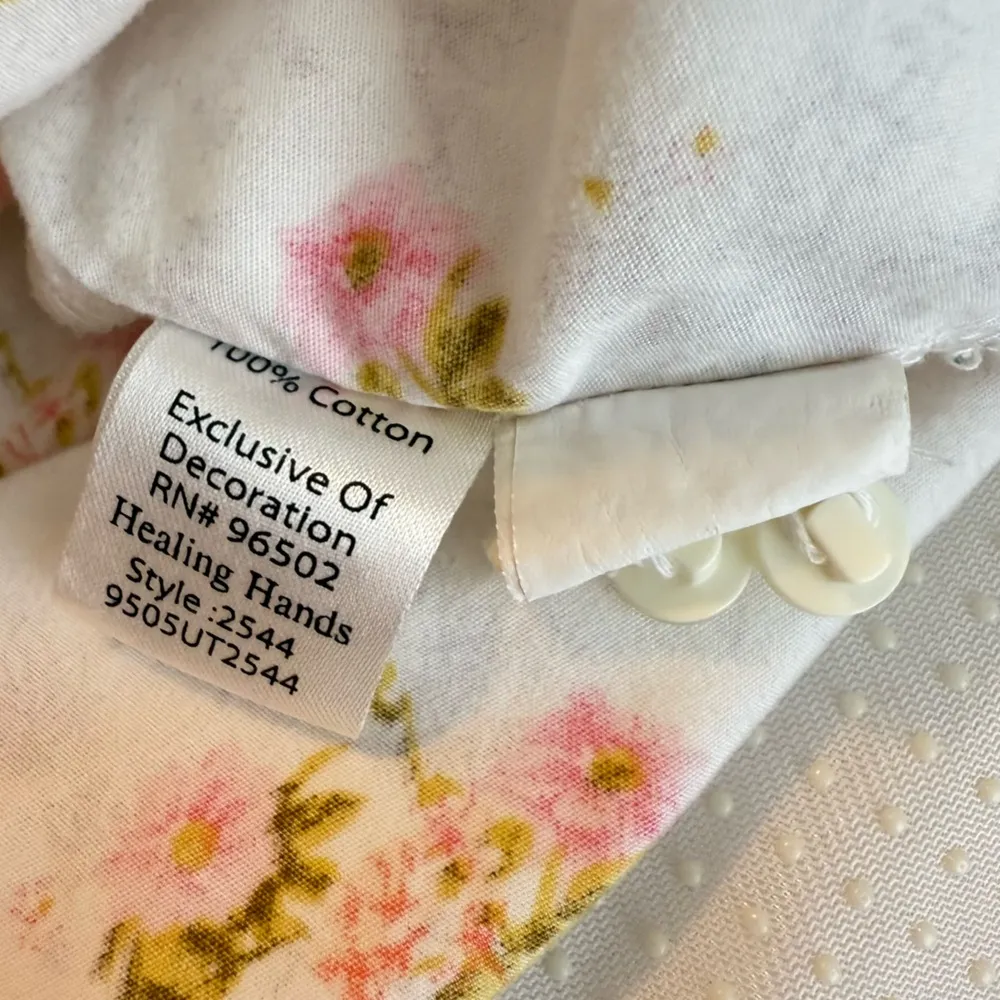 100% Cotton
Exclusive Of
Decoration
RN# 96502
Healing Hands
Style :2544
9505UT2544